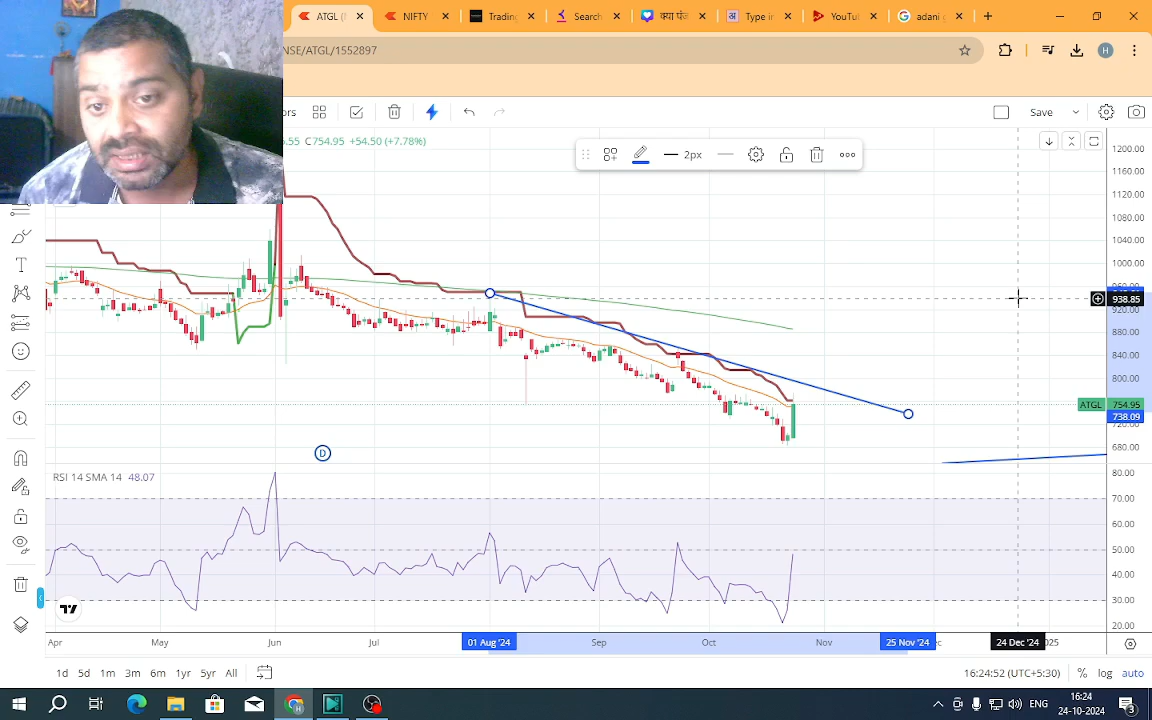 ATGL (
NIFTY
Trading
Search
क्या पंज
अ Type in
YouTu
G adani
NSE/ATGL/1552897
H
ors
Save
.55 C754.95 +54.50 (+7.78%)
2px
1200.00
1160.00
1120.00
1080.00
1040.00
1000.00
938.85
920.00
880.00
840.00
800.00
ATGL 754.95
738.09
680.00
D
RSI 14 SMA 14 48.07
80.00
70.00
60.00
50.00
40.00
30.00
20.00
Apr May Jun Jul 01 Aug '24 Sep Oct Nov 25 Nov '24 24 Dec '24 2025
1d 5d 1m 3m 6m 1yr 5yr All
16:24:52 (UTC+5:30) % log auto
ENG
16:24
24-10-2024
3